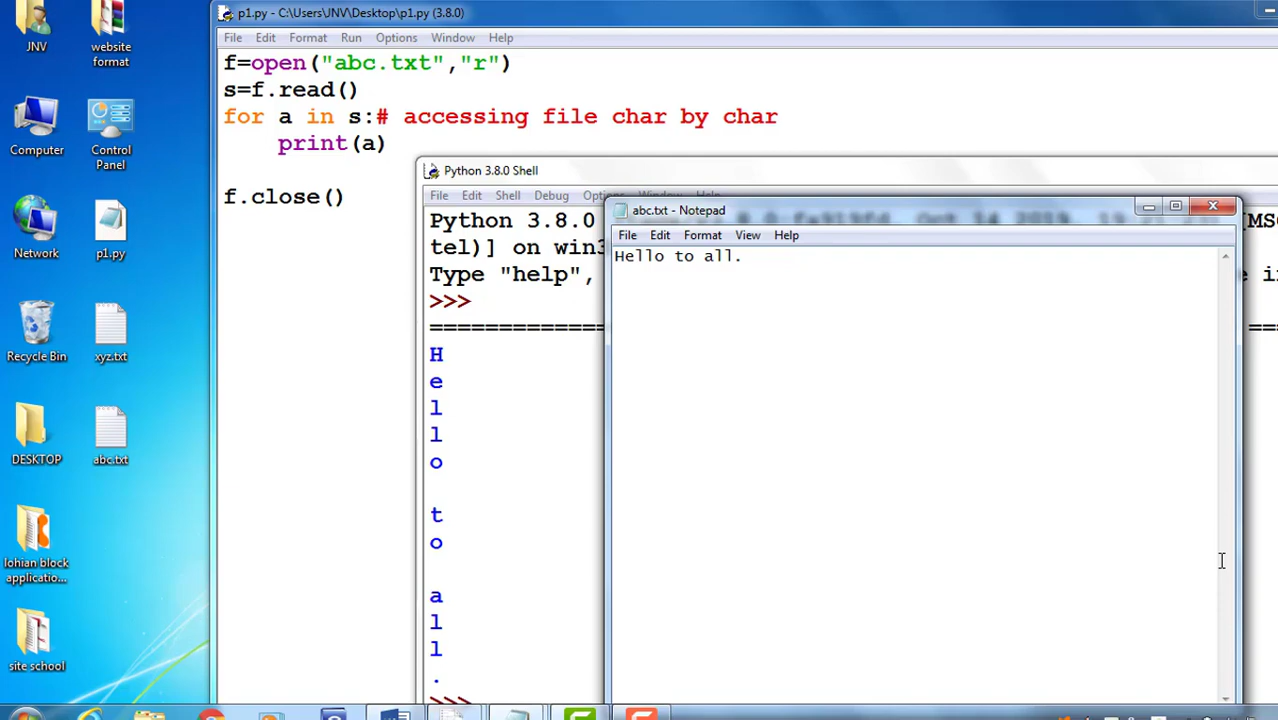 JNV
website
format
Computer
Control
Panel
Network
p1.py
Recycle Bin
xyz.txt
DESKTOP
abc.txt
lohian block
applicatio...
site school
p1.py - C:\Users\JNV\Desktop\p1.py (3.8.0)
File Edit Format Run Options Window Help
f=open("abc.txt","r")
s=f.read()
for a in s:# accessing file char by char
print(a)
f.close()
Python 3.8.0 Shell
File Edit Shell Debug Options Window Help
Python 3.8.0
tel)] on win3
Type "help",
>>>
=============
H
e
l
l
o
t
o
a
l
l
.
>>>
abc.txt - Notepad
File Edit Format View Help
Hello to all.